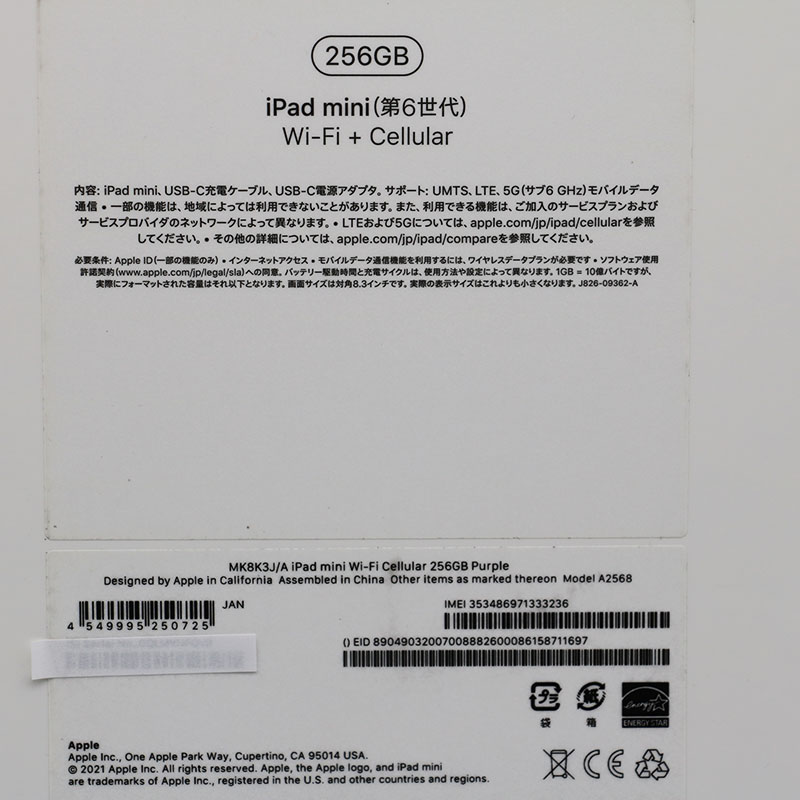 256GB
iPad mini(第6世代)
Wi-Fi + Cellular
内容: iPad mini、USB-C充電ケーブル、USB-C電源アダプタ。サポート: UMTS、LTE、5G(サブ6 GHz)モバイルデータ
通信 • 一部の機能は、地域によっては利用できないことがあります。また、利用できる機能は、ご加入のサービスプランおよび
サービスプロバイダのネットワークによって異なります。• LTEおよび5Gについては、apple.com/jp/ipad/cellularを参照
してください。• その他の詳細については、apple.com/jp/ipad/compareを参照してください。
必要条件: Apple ID(一部の機能のみ) • インターネットアクセス • モバイルデータ通信機能を利用するには、ワイヤレスデータプランが必要です • ソフトウェア使用
許諾契約(www.apple.com/jp/legal/sla)への同意。バッテリー駆動時間と充電サイクルは、使用方法や設定によって異なります。1GB = 10億バイトですが、
実際にフォーマットされた容量はそれ以下となります。画面サイズは対角8.3インチです。実際の表示サイズはこれよりも小さくなります。J826-09362-A
MK8K3J/A iPad mini Wi-Fi Cellular 256GB Purple
Designed by Apple in California Assembled in China Other items as marked thereon Model A2568
JAN
4 549995 250725
IMEI 353486971333236
() EID 89049032007008882600086158711697
プラ
袋
紙
箱
energy
ENERGY STAR
CE
Apple
Apple Inc., One Apple Park Way, Cupertino, CA 95014 USA.
© 2021 Apple Inc. All rights reserved. Apple, the Apple logo, and iPad mini
are trademarks of Apple Inc., registered in the U.S. and other countries and regions.